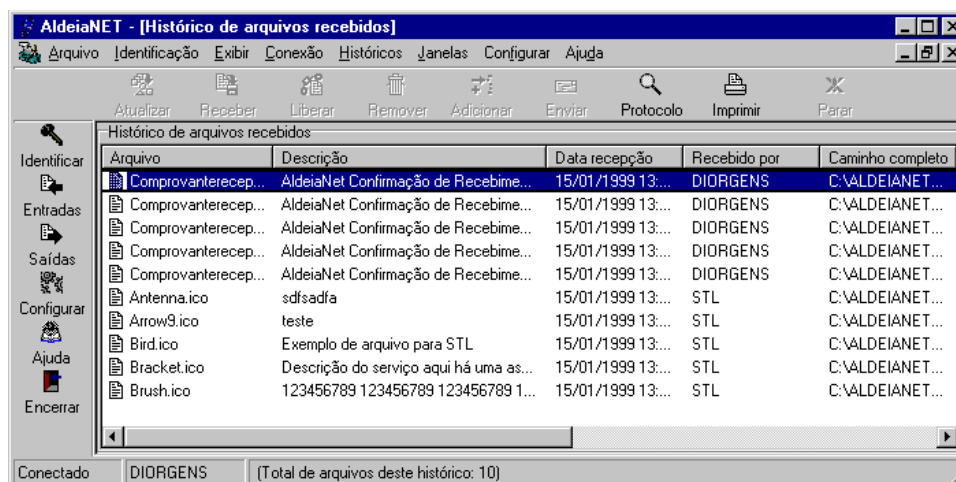 AldeiaNET - [Histórico de arquivos recebidos]
Arquivo Identificação Exibir Conexão Históricos Janelas Configurar Ajuda
Atualizar Receber Liberar Remover Adicionar Enviar Protocolo Imprimir Parar
Identificar
Entradas
Saídas
Configurar
Ajuda
Encerrar
Histórico de arquivos recebidos
Arquivo Descrição Data recepção Recebido por Caminho completo
Comprovanterecep... AldeiaNet Confirmação de Recebime... 15/01/1999 13:... DIORGENS C:\ALDEIANET...
Comprovanterecep... AldeiaNet Confirmação de Recebime... 15/01/1999 13:... DIORGENS C:\ALDEIANET...
Comprovanterecep... AldeiaNet Confirmação de Recebime... 15/01/1999 13:... DIORGENS C:\ALDEIANET...
Comprovanterecep... AldeiaNet Confirmação de Recebime... 15/01/1999 13:... DIORGENS C:\ALDEIANET...
Comprovanterecep... AldeiaNet Confirmação de Recebime... 15/01/1999 13:... DIORGENS C:\ALDEIANET...
Antenna.ico sdfsadfa 15/01/1999 13:... STL C:\ALDEIANET...
Arrow9.ico teste 15/01/1999 13:... STL C:\ALDEIANET...
Bird.ico Exemplo de arquivo para STL 15/01/1999 13:... STL C:\ALDEIANET...
Bracket.ico Descrição do serviço aqui há uma as... 15/01/1999 13:... STL C:\ALDEIANET...
Brush.ico 123456789 123456789 123456789 1... 15/01/1999 13:... STL C:\ALDEIANET...
Conectado DIORGENS (Total de arquivos deste histórico: 10)